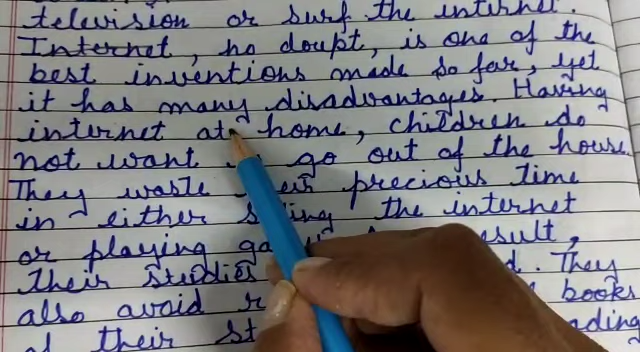 television or surf the internet.
Internet, no doubt, is one of the
best inventions made so far, yet
it has many disadvantages. Having
internet at home, children do
not want go out of the house.
They waste precious time
in either the internet
or playing
their studies They
also avoid books
of their